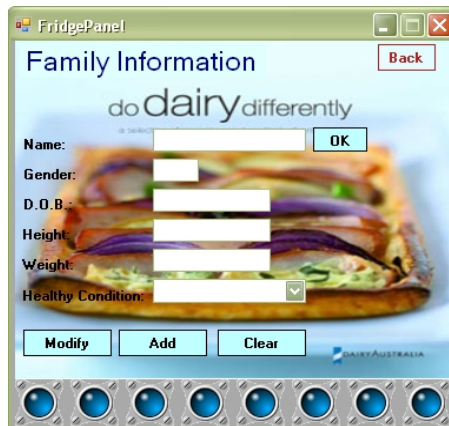 FridgePanel
Family Information
Back
do dairy differently
Name:
OK
Gender:
D.O.B.:
Height:
Weight:
Healthy Condition:
Modify Add Clear
DAIRY AUSTRALIA